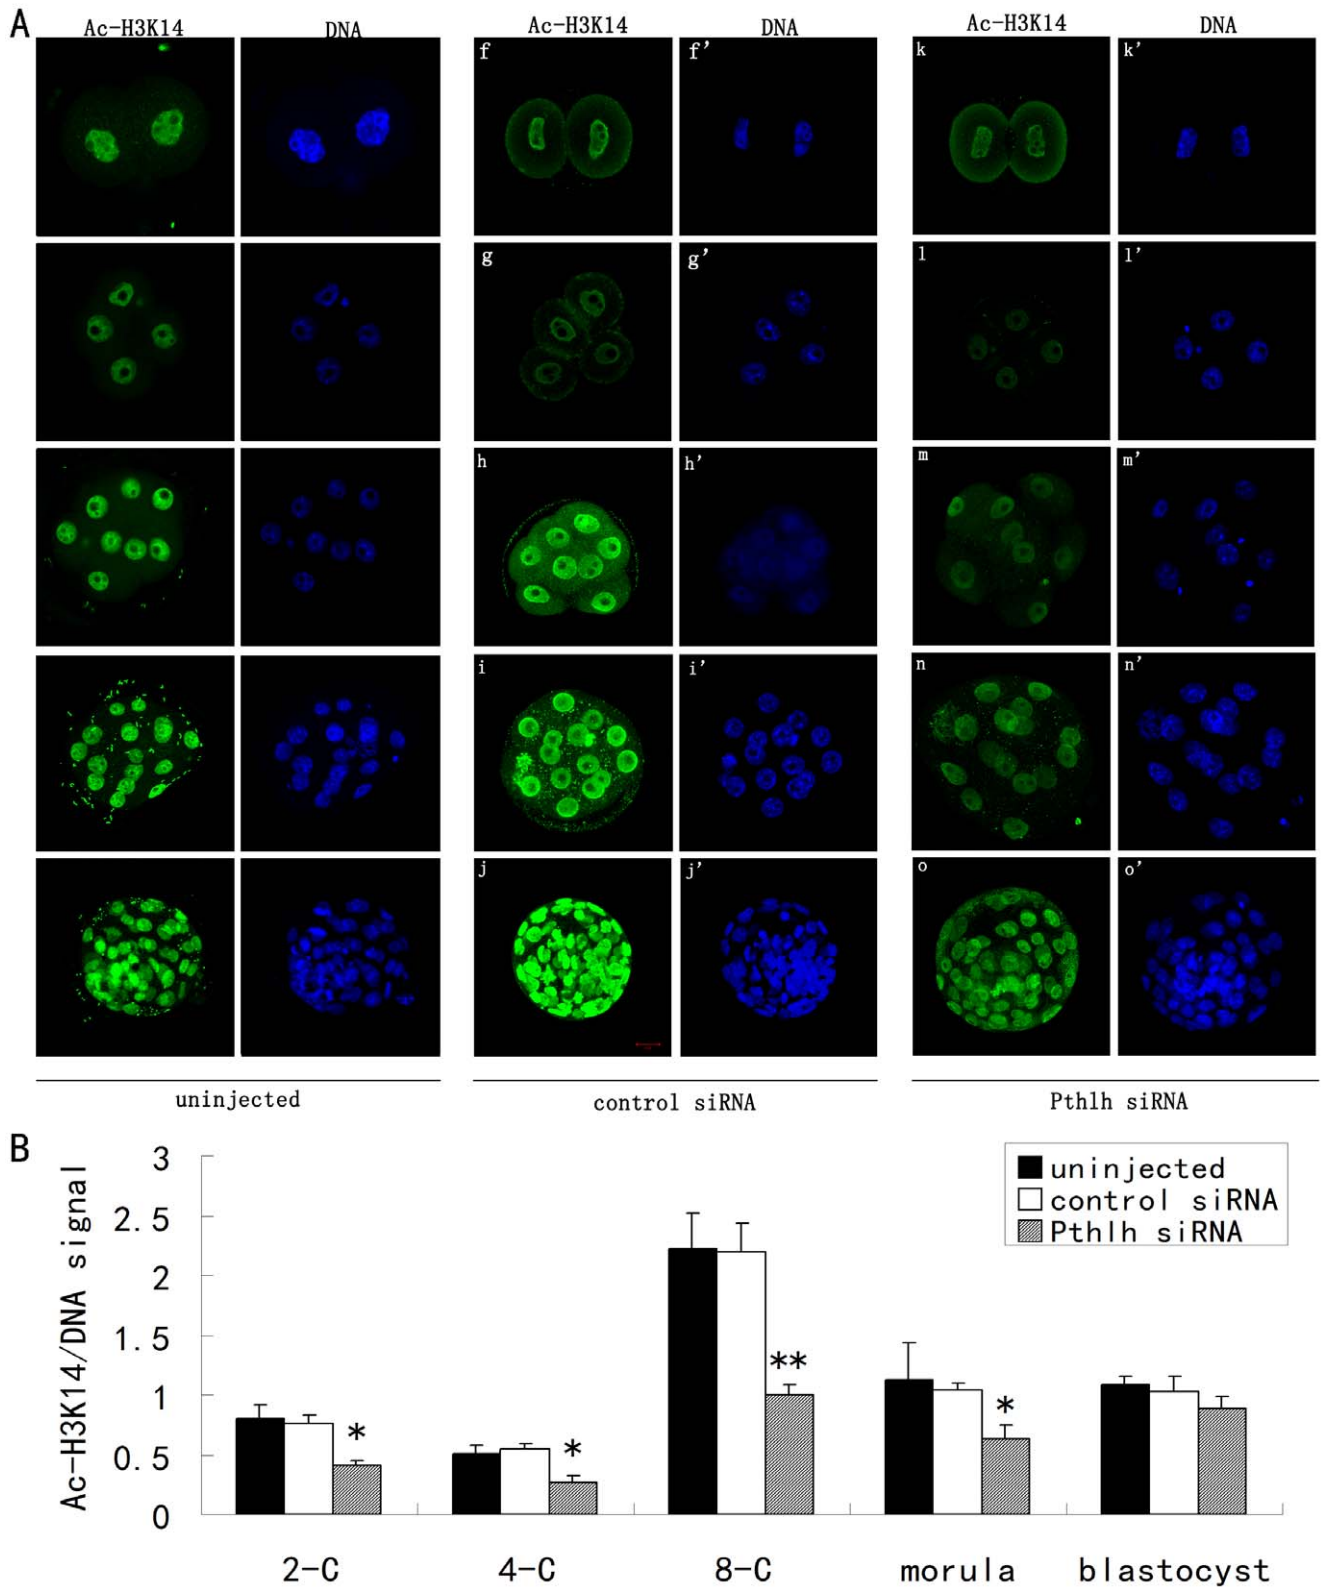 A
Ac-H3K14 DNA Ac-H3K14 DNA Ac-H3K14 DNA
f f' k k'
g g' l l'
h h' m m'
i i' n n'
j j' o o'
uninjected control siRNA Pthlh siRNA
B
Ac-H3K14/DNA signal
3
2.5
2
1.5
1
0.5
0
uninjected
control siRNA
Pthlh siRNA
* * ** *
2-C 4-C 8-C morula blastocyst